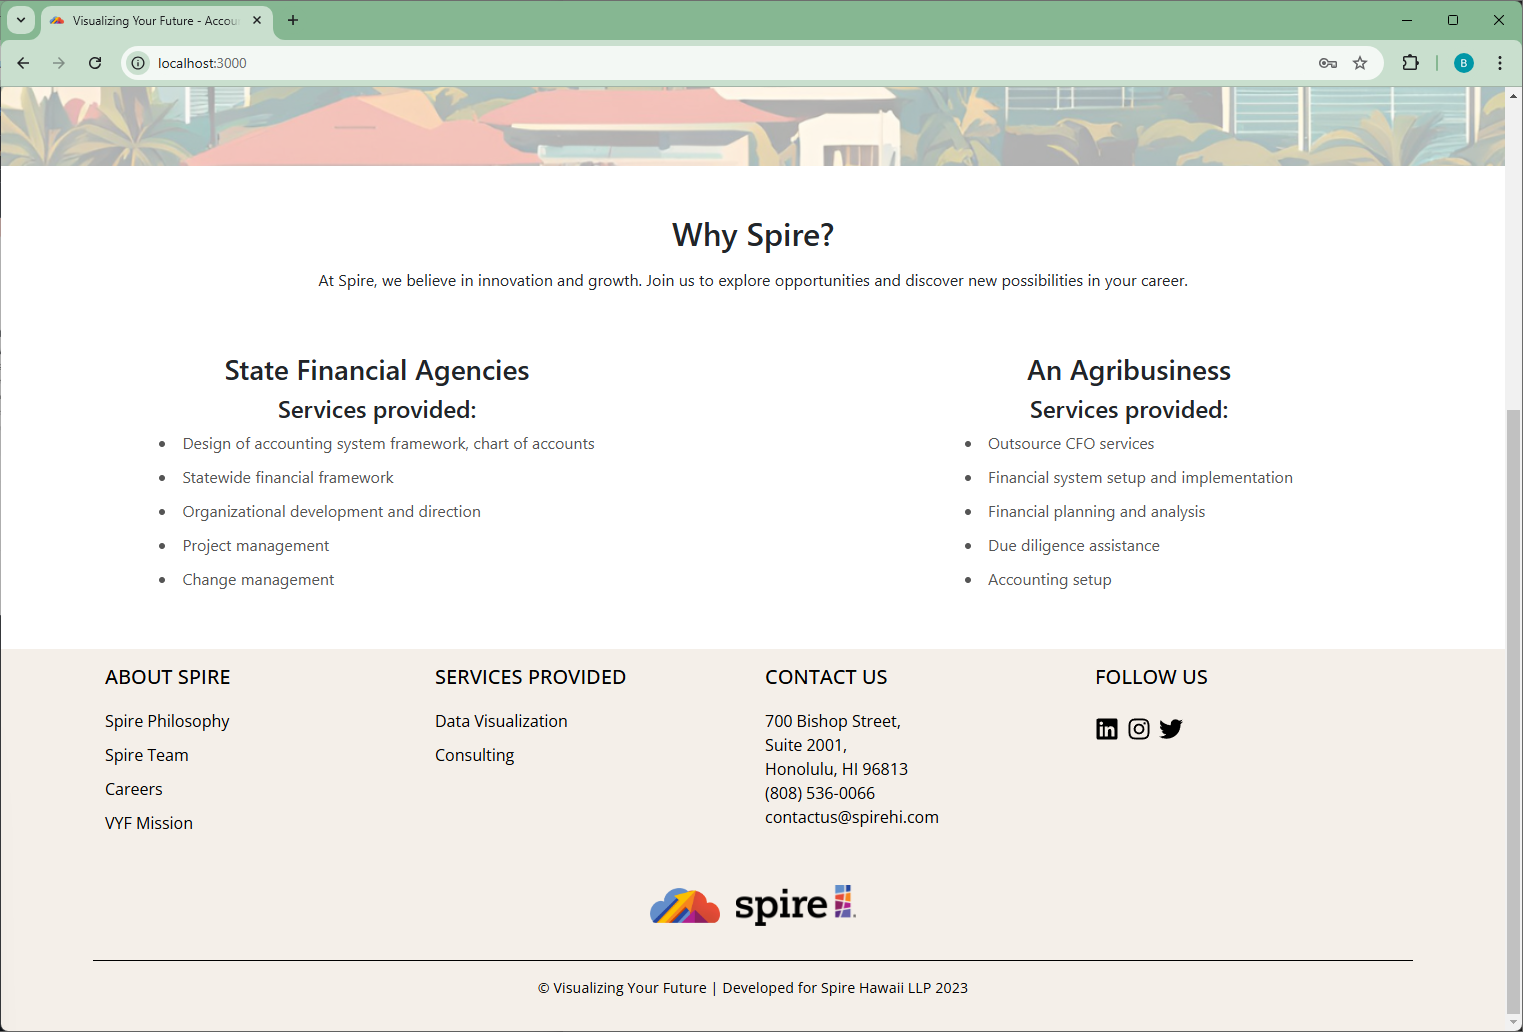 Visualizing Your Future - Accou
localhost:3000
B
Why Spire?
At Spire, we believe in innovation and growth. Join us to explore opportunities and discover new possibilities in your career.
State Financial Agencies
Services provided:
Design of accounting system framework, chart of accounts
Statewide financial framework
Organizational development and direction
Project management
Change management
An Agribusiness
Services provided:
Outsource CFO services
Financial system setup and implementation
Financial planning and analysis
Due diligence assistance
Accounting setup
ABOUT SPIRE
Spire Philosophy
Spire Team
Careers
VYF Mission
SERVICES PROVIDED
Data Visualization
Consulting
CONTACT US
700 Bishop Street,
Suite 2001,
Honolulu, HI 96813
(808) 536-0066
contactus@spirehi.com
FOLLOW US
spire
© Visualizing Your Future | Developed for Spire Hawaii LLP 2023